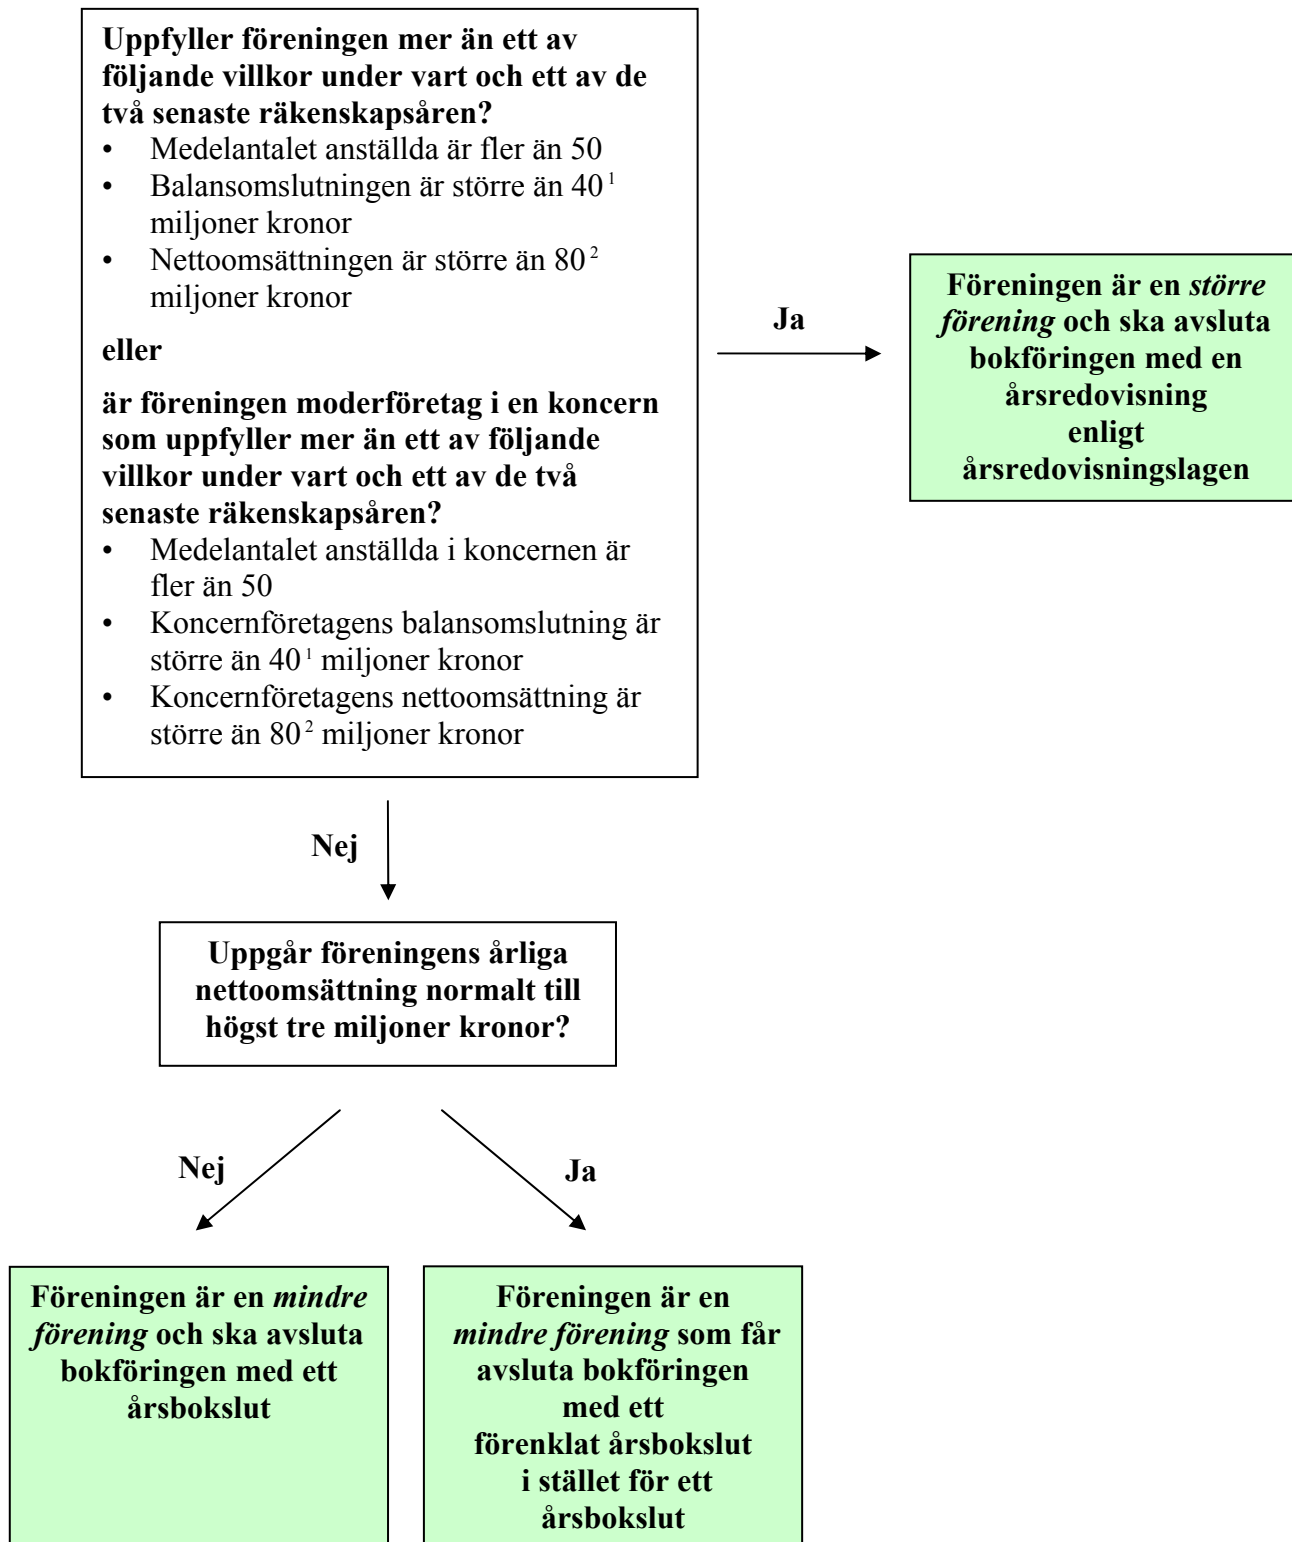 Uppfyller föreningen mer än ett av
följande villkor under vart och ett av de
två senaste räkenskapsåren?
• Medelantalet anställda är fler än 50
• Balansomslutningen är större än 40 1
miljoner kronor
• Nettoomsättningen är större än 80 2
miljoner kronor
eller
är föreningen moderföretag i en koncern
som uppfyller mer än ett av följande
villkor under vart och ett av de två
senaste räkenskapsåren?
• Medelantalet anställda i koncernen är
fler än 50
• Koncernföretagens balansomslutning är
större än 40 1 miljoner kronor
• Koncernföretagens nettoomsättning är
större än 80 2 miljoner kronor
Ja
Föreningen är en större
förening och ska avsluta
bokföringen med en
årsredovisning
enligt
årsredovisningslagen
Nej
Uppgår föreningens årliga
nettoomsättning normalt till
högst tre miljoner kronor?
Nej
Ja
Föreningen är en mindre
förening och ska avsluta
bokföringen med ett
årsbokslut
Föreningen är en
mindre förening som får
avsluta bokföringen
med ett
förenklat årsbokslut
i stället för ett
årsbokslut